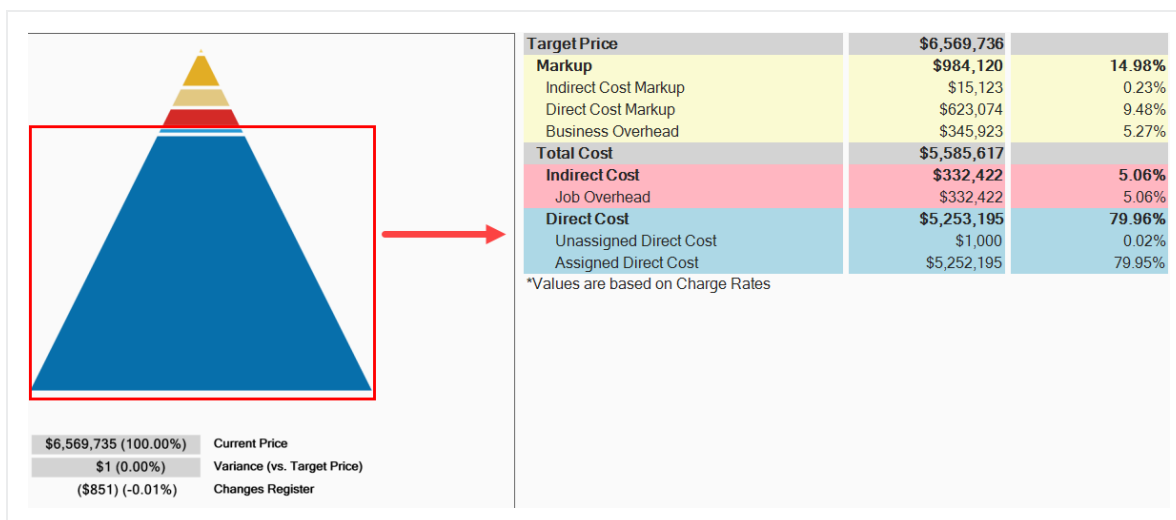 Target Price $6,569,736
Markup $984,120 14.98%
Indirect Cost Markup $15,123 0.23%
Direct Cost Markup $623,074 9.48%
Business Overhead $345,923 5.27%
Total Cost $5,585,617
Indirect Cost $332,422 5.06%
Job Overhead $332,422 5.06%
Direct Cost $5,253,195 79.96%
Unassigned Direct Cost $1,000 0.02%
Assigned Direct Cost $5,252,195 79.95%
*Values are based on Charge Rates
$6,569,735 (100.00%) Current Price
$1 (0.00%) Variance (vs. Target Price)
($851) (-0.01%) Changes Register